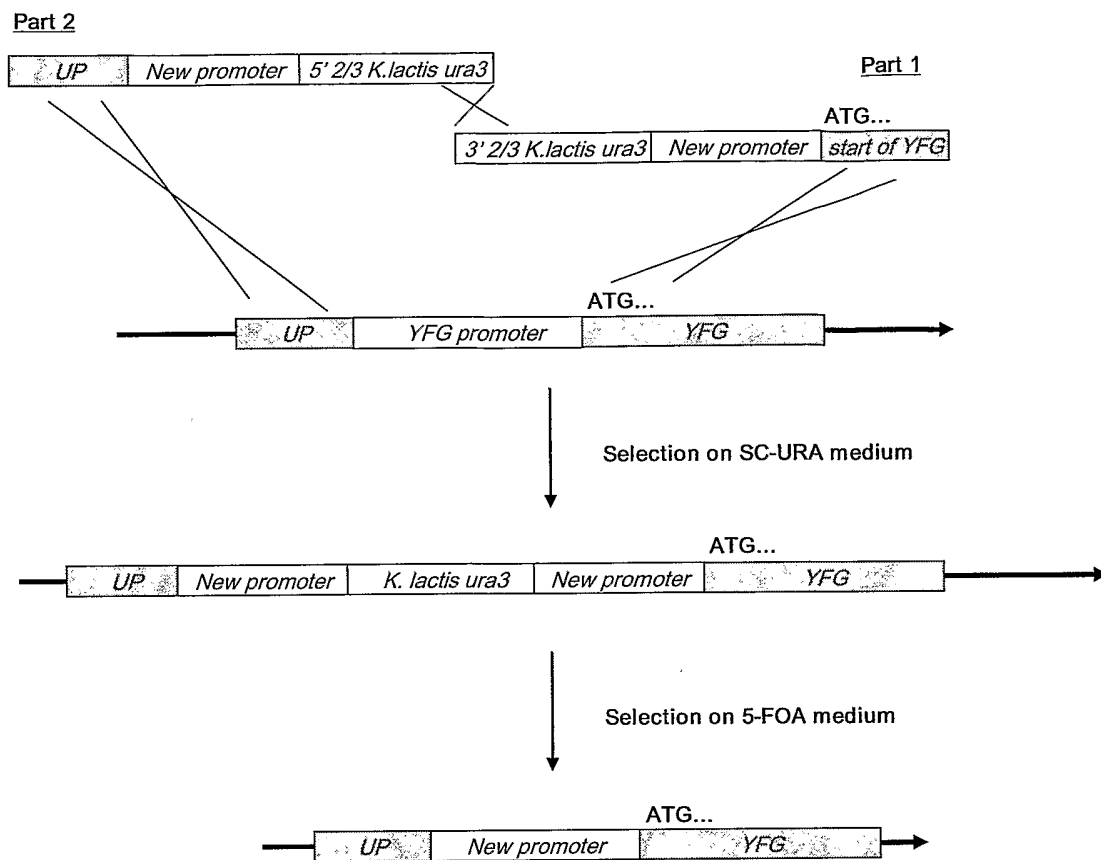 Part 2
UP New promoter 5' 2/3 K.lactis ura3
Part 1
ATG...
3' 2/3 K.lactis ura3 New promoter start of YFG
ATG...
UP YFG promoter YFG
Selection on SC-URA medium
ATG...
UP New promoter K. lactis ura3 New promoter YFG
Selection on 5-FOA medium
ATG...
UP New promoter YFG